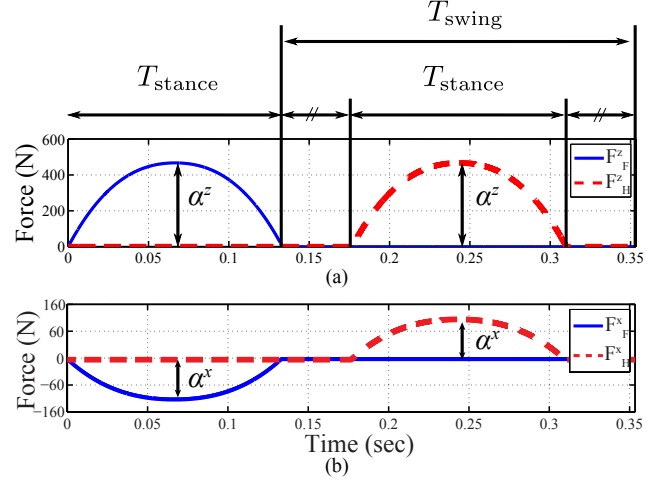 T_swing
T_stance T_stance
// //
600
400
200
0
Force (N)
α^z α^z
F^z_F
F^z_H
0 0.05 0.1 0.15 0.2 0.25 0.3 0.35
(a)
160
60
0
−60
−160
Force (N)
α^x α^x
F^x_F
F^x_H
0 0.05 0.1 0.15 0.2 0.25 0.3 0.35
Time (sec)
(b)